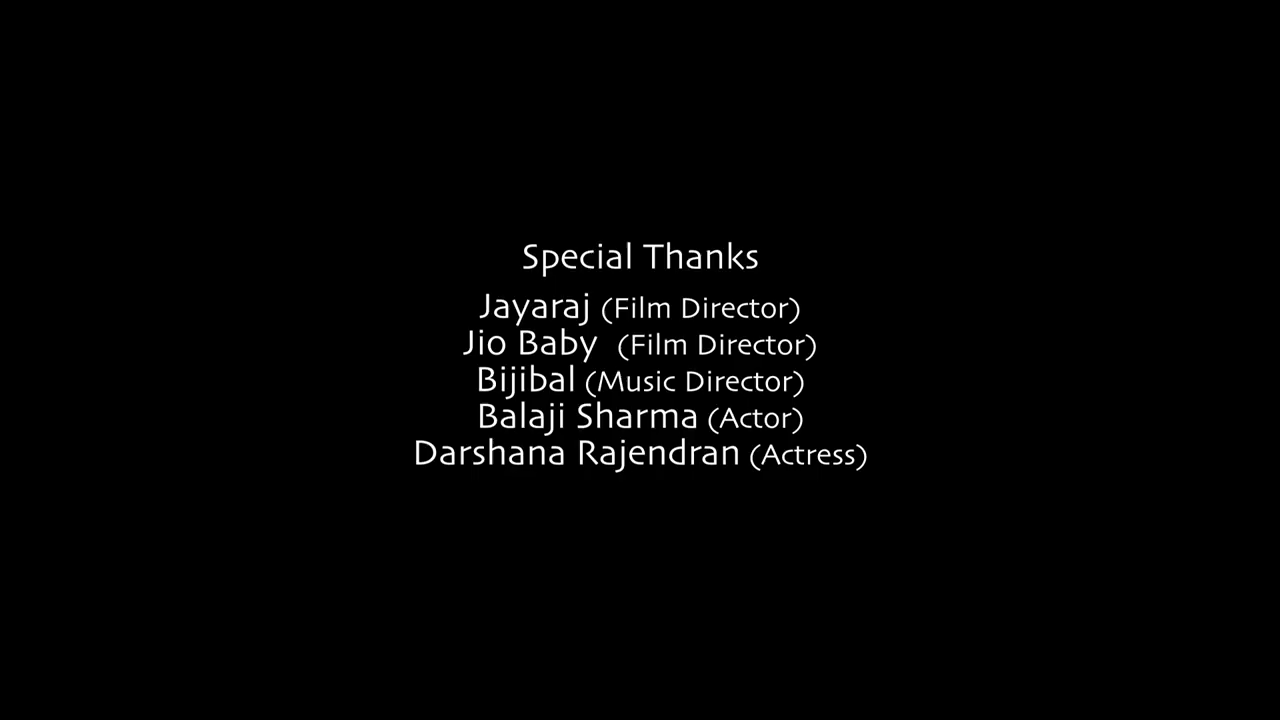 Special Thanks
Jayaraj (Film Director)
Jio Baby (Film Director)
Bijibal (Music Director)
Balaji Sharma (Actor)
Darshana Rajendran (Actress)